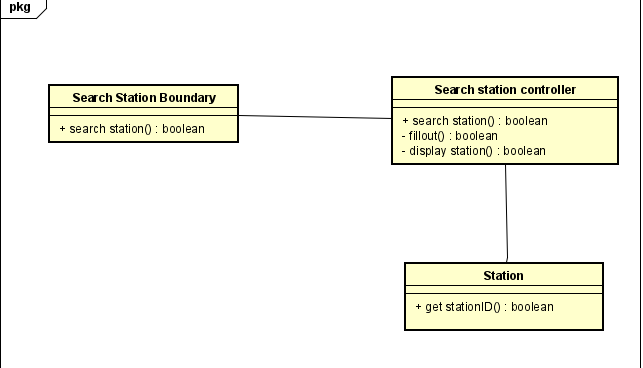 pkg
Search Station Boundary
+ search station() : boolean
Search station controller
+ search station() : boolean
- fillout() : boolean
- display station() : boolean
Station
+ get stationID() : boolean